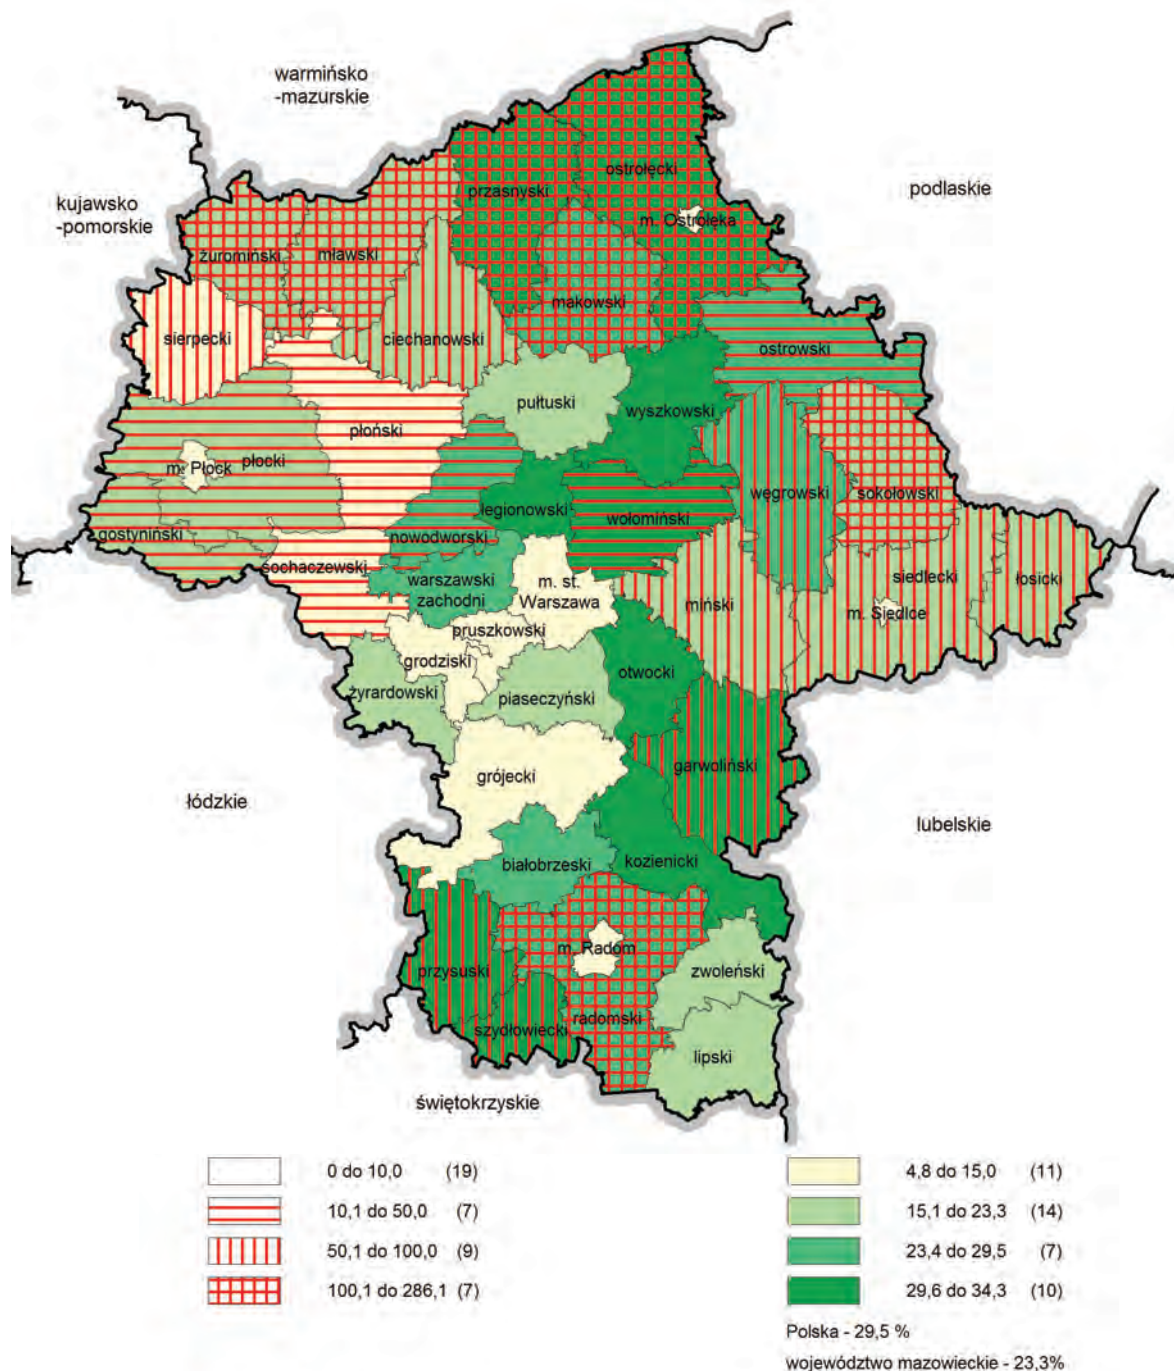 warmińsko
-mazurskie
kujawsko
-pomorskie
podlaskie
ostrołęcki
przasnyski
m. Ostrołęka
żuromiński
mławski
makowski
sierpecki
ciechanowski
ostrowski
pułtuski
wyszkowski
płoński
m. Płock
płocki
węgrowski
sokołowski
legionowski
wołomiński
gostyniński
nowodworski
sochaczewski
warszawski
zachodni
m. st.
Warszawa
siedlecki
łosicki
miński
m. Siedlce
pruszkowski
grodziski
otwocki
żyrardowski
piaseczyński
grójecki
garwoliński
łódzkie
lubelskie
białobrzeski
kozienicki
m. Radom
przysuski
zwoleński
szydłowiecki
radomski
lipski
świętokrzyskie
0 do 10,0 (19)
10,1 do 50,0 (7)
50,1 do 100,0 (9)
100,1 do 286,1 (7)
4,8 do 15,0 (11)
15,1 do 23,3 (14)
23,4 do 29,5 (7)
29,6 do 34,3 (10)
Polska - 29,5 %
województwo mazowieckie - 23,3%